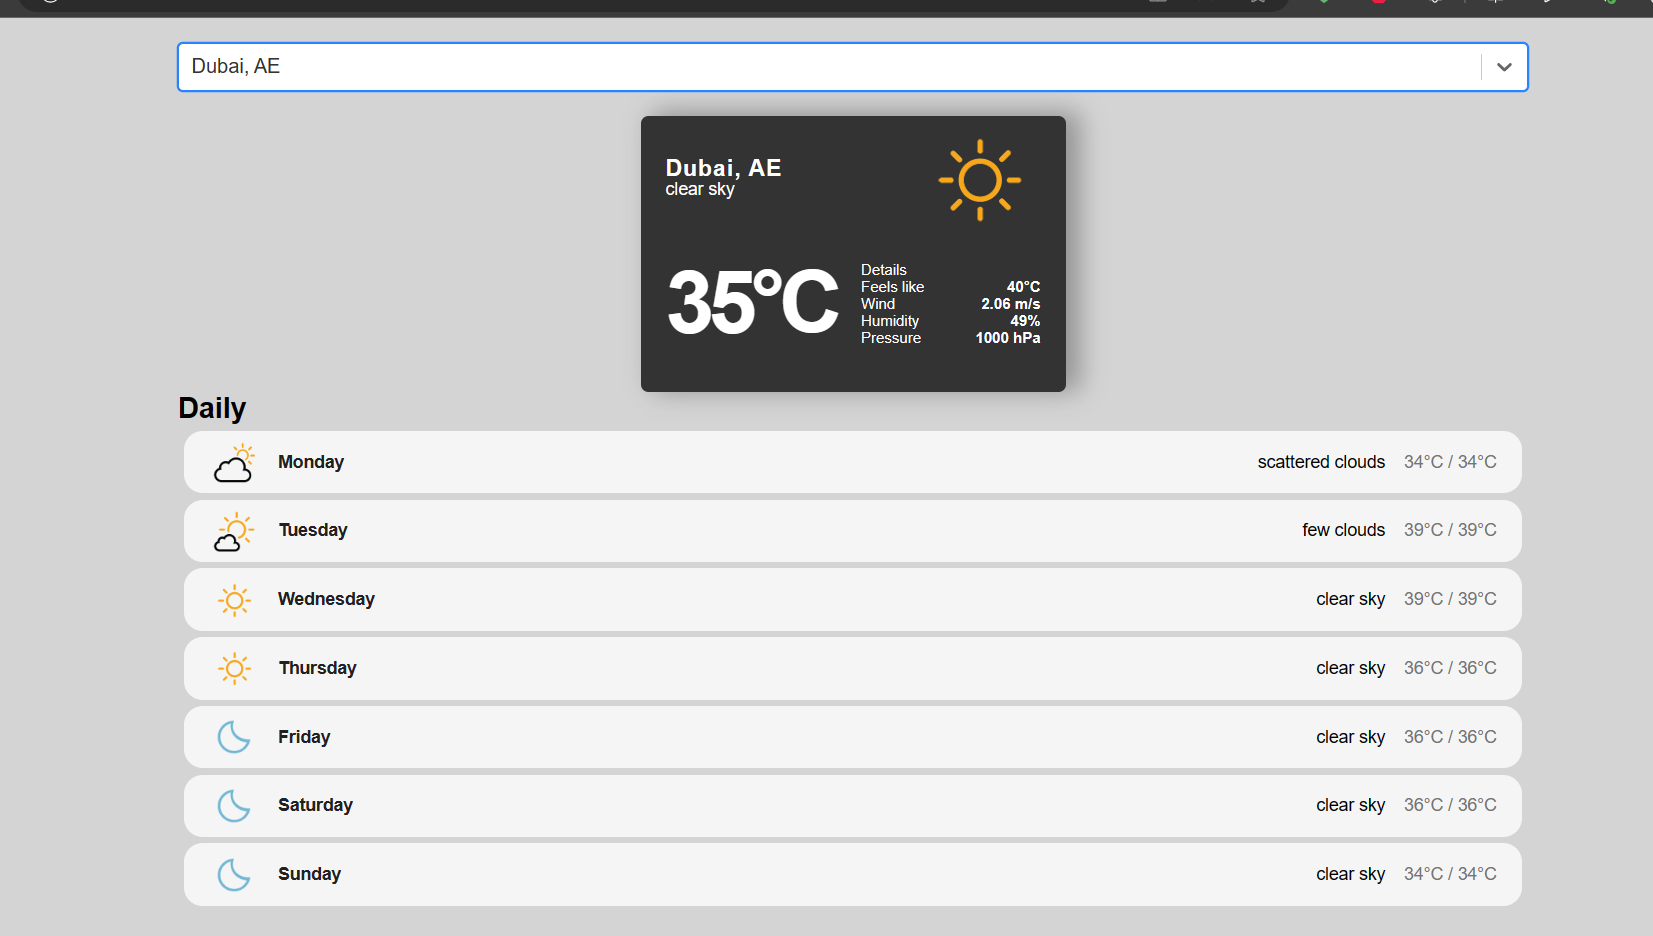 Dubai, AE
Dubai, AE
clear sky
35°C
Details
Feels like 40°C
Wind 2.06 m/s
Humidity 49%
Pressure 1000 hPa
Daily
Monday scattered clouds 34°C / 34°C
Tuesday few clouds 39°C / 39°C
Wednesday clear sky 39°C / 39°C
Thursday clear sky 36°C / 36°C
Friday clear sky 36°C / 36°C
Saturday clear sky 36°C / 36°C
Sunday clear sky 34°C / 34°C